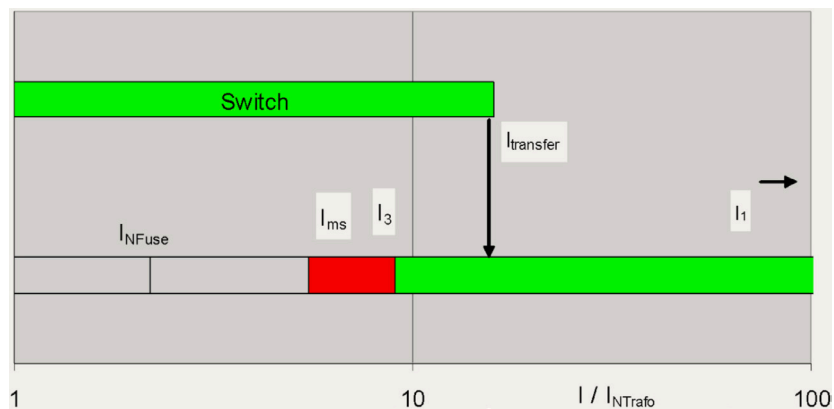 Switch
Itransfer
Ims
I3
I1
INFuse
1
10
I / INTrafo
100